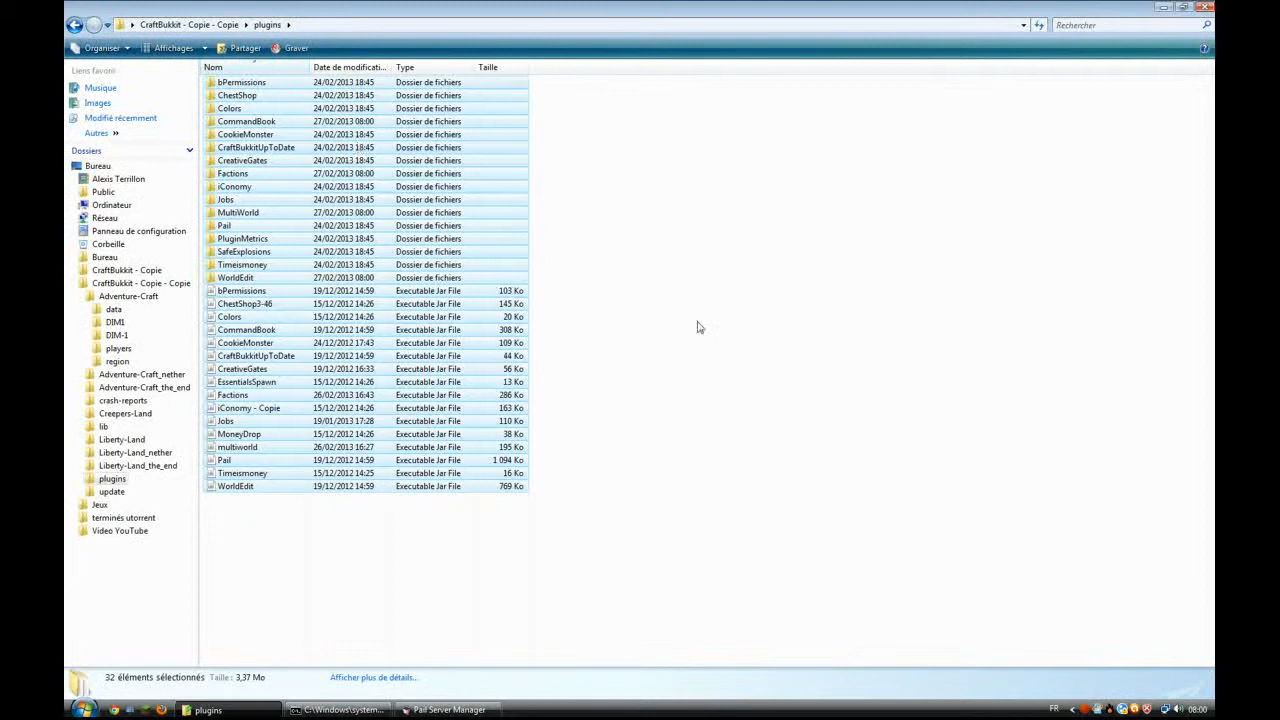 CraftBukkit - Copie - Copie ▸ plugins ▸
Rechercher
Organiser
Affichages
Partager
Graver
Liens favoris
Musique
Images
Modifié récemment
Autres »
Dossiers
Bureau
Alexis Terrillon
Public
Ordinateur
Réseau
Panneau de configuration
Corbeille
Bureau
CraftBukkit - Copie
CraftBukkit - Copie - Copie
Adventure-Craft
data
DIM1
DIM-1
players
region
Adventure-Craft_nether
Adventure-Craft_the_end
crash-reports
Creepers-Land
lib
Liberty-Land
Liberty-Land_nether
Liberty-Land_the_end
plugins
update
Jeux
terminés utorrent
Video YouTube
Nom Date de modificati... Type Taille
bPermissions 24/02/2013 18:45 Dossier de fichiers
ChestShop 24/02/2013 18:45 Dossier de fichiers
Colors 24/02/2013 18:45 Dossier de fichiers
CommandBook 27/02/2013 08:00 Dossier de fichiers
CookieMonster 24/02/2013 18:45 Dossier de fichiers
CraftBukkitUpToDate 24/02/2013 18:45 Dossier de fichiers
CreativeGates 24/02/2013 18:45 Dossier de fichiers
Factions 27/02/2013 08:00 Dossier de fichiers
iConomy 24/02/2013 18:45 Dossier de fichiers
Jobs 24/02/2013 18:45 Dossier de fichiers
MultiWorld 27/02/2013 08:00 Dossier de fichiers
Pail 24/02/2013 18:45 Dossier de fichiers
PluginMetrics 24/02/2013 18:45 Dossier de fichiers
SafeExplosions 24/02/2013 18:45 Dossier de fichiers
Timeismoney 24/02/2013 18:45 Dossier de fichiers
WorldEdit 27/02/2013 08:00 Dossier de fichiers
bPermissions 19/12/2012 14:59 Executable Jar File 103 Ko
ChestShop3-46 15/12/2012 14:26 Executable Jar File 145 Ko
Colors 15/12/2012 14:26 Executable Jar File 20 Ko
CommandBook 19/12/2012 14:59 Executable Jar File 308 Ko
CookieMonster 24/12/2012 17:43 Executable Jar File 109 Ko
CraftBukkitUpToDate 19/12/2012 14:59 Executable Jar File 44 Ko
CreativeGates 19/12/2012 16:33 Executable Jar File 56 Ko
EssentialsSpawn 15/12/2012 14:26 Executable Jar File 13 Ko
Factions 26/02/2013 16:43 Executable Jar File 286 Ko
iConomy - Copie 15/12/2012 14:26 Executable Jar File 163 Ko
Jobs 19/01/2013 17:28 Executable Jar File 110 Ko
MoneyDrop 15/12/2012 14:26 Executable Jar File 38 Ko
multiworld 26/02/2013 16:27 Executable Jar File 195 Ko
Pail 19/12/2012 14:59 Executable Jar File 1 094 Ko
Timeismoney 15/12/2012 14:25 Executable Jar File 16 Ko
WorldEdit 19/12/2012 14:59 Executable Jar File 769 Ko
32 éléments sélectionnés Taille : 3,37 Mo Afficher plus de détails...
plugins
C:\Windows\system...
Pail Server Manager
FR
08:00